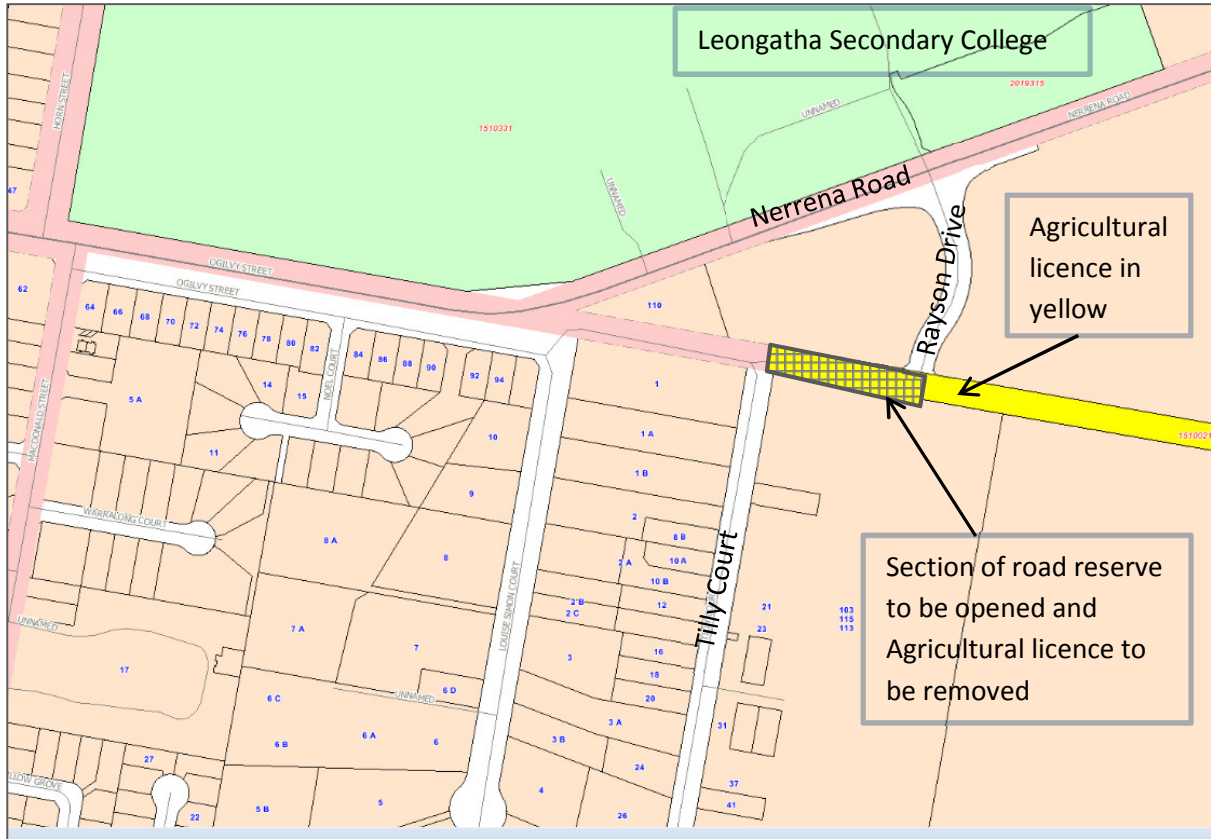 Leongatha Secondary College
HORN STREET
1510331
2019315
UNNAMED
NERRENA ROAD
UNNAMED
Nerrena Road
Rayson Drive
Agricultural
licence in
yellow
47
62
OGILVY STREET
OGILVY STREET
110
64
66
68
70
72
74
76
78
80
82
84
86
88
90
92
94
1
MACDONALD STREET
5 A
14
15
NOEL COURT
10
1 A
1510021
11
9
1 B
WARRALONG COURT
8 A
8
2
8 B
2 A
10 A
10 B
12
Section of road reserve
to be opened and
Agricultural licence to
be removed
UNNAMED
7 A
7
LOUISE SIMON COURT
2 B
2 C
Tilly Court
21
23
103
115
113
17
3
16
18
20
6 C
6 D
UNNAMED
6 B
6 A
6
3 A
3 B
31
27
24
37
41
22
5 B
5
4
26